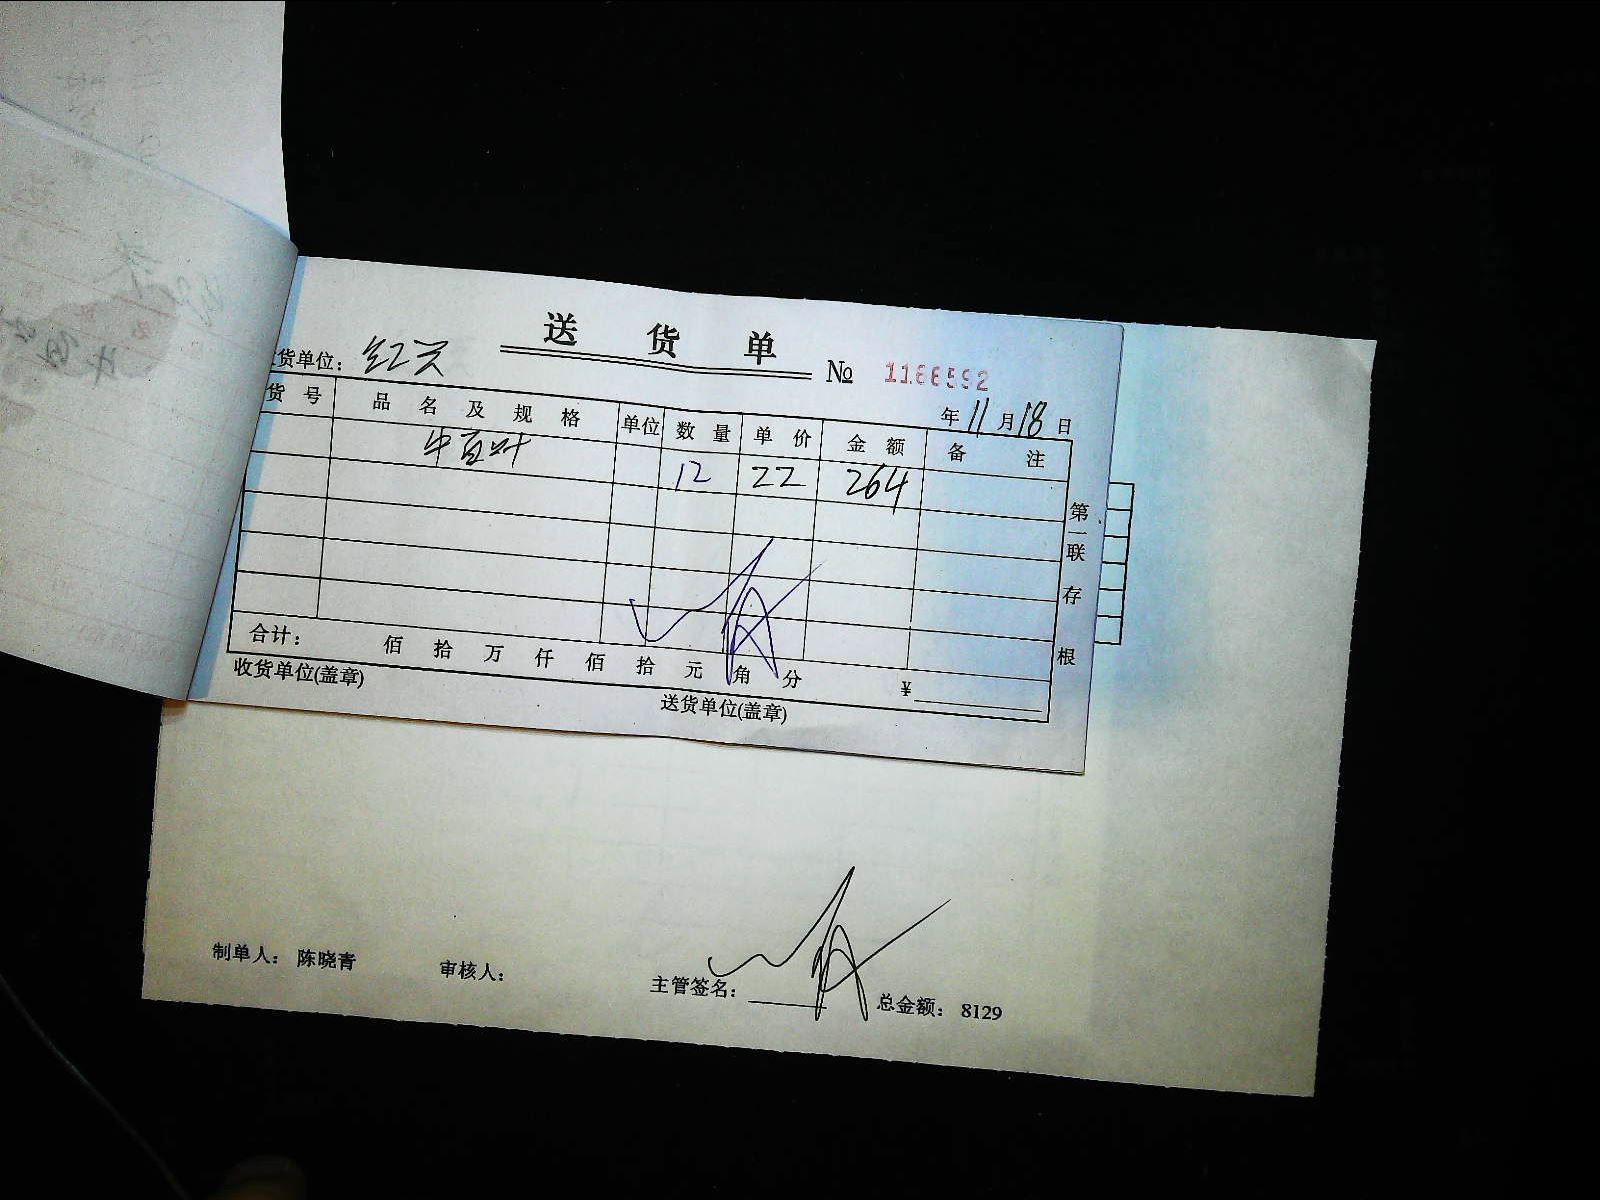 送 货 单
货单位： 红兴
№ 1186592
年 11 月 18 日
货 号 品 名 及 规 格 单位 数 量 单 价 金 额 备 注
牛百叶 12 22 264
第一联 存根
合计： 佰 拾 万 仟 佰 拾 元 角 分 ¥
收货单位(盖章) 送货单位(盖章)
制单人： 陈晓青 审核人： 主管签名： 总金额： 8129